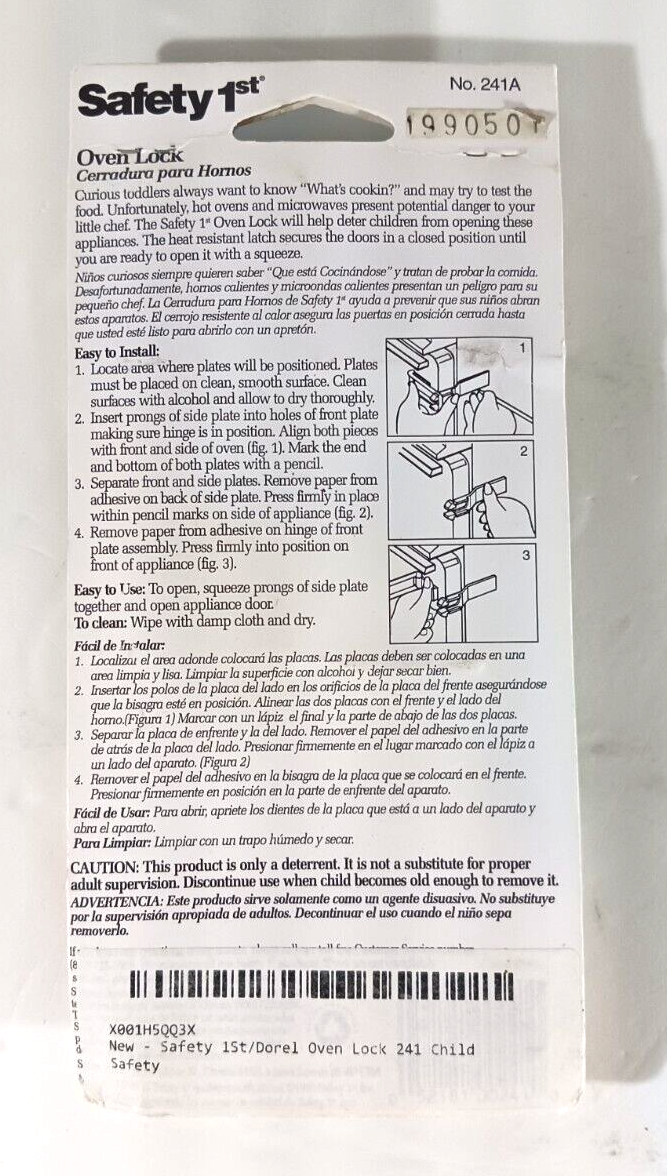 Safety 1st®
No. 241A
199050
Oven Lock
Cerradura para Hornos
Curious toddlers always want to know "What's cookin?" and may try to test the
food. Unfortunately, hot ovens and microwaves present potential danger to your
little chef. The Safety 1st Oven Lock will help deter children from opening these
appliances. The heat resistant latch secures the doors in a closed position until
you are ready to open it with a squeeze.
Niños curiosos siempre quieren saber "Que está Cocinándose" y tratan de probar la comida.
Desafortunadamente, hornos calientes y microondas calientes presentan un peligro para su
pequeño chef. La Cerradura para Hornos de Safety 1st ayuda a prevenir que sus niños abran
estos aparatos. El cerrojo resistente al calor asegura las puertas en posición cerrada hasta
que usted esté listo para abrirlo con un apretón.
Easy to Install:
1. Locate area where plates will be positioned. Plates
must be placed on clean, smooth surface. Clean
surfaces with alcohol and allow to dry thoroughly.
2. Insert prongs of side plate into holes of front plate
making sure hinge is in position. Align both pieces
with front and side of oven (fig. 1). Mark the end
and bottom of both plates with a pencil.
3. Separate front and side plates. Remove paper from
adhesive on back of side plate. Press firmly in place
within pencil marks on side of appliance (fig. 2).
4. Remove paper from adhesive on hinge of front
plate assembly. Press firmly into position on
front of appliance (fig. 3).
1
2
3
Easy to Use: To open, squeeze prongs of side plate
together and open appliance door.
To clean: Wipe with damp cloth and dry.
Fácil de Instalar:
1. Localizar el area adonde colocará las placas. Las placas deben ser colocadas en una
area limpia y lisa. Limpiar la superficie con alcohol y dejar secar bien.
2. Insertar los polos de la placa del lado en los orificios de la placa del frente asegurándose
que la bisagra esté en posición. Alinear las dos placas con el frente y el lado del
horno.(Figura 1) Marcar con un lápiz el final y la parte de abajo de las dos placas.
3. Separar la placa de enfrente y la del lado. Remover el papel del adhesivo en la parte
de atrás de la placa del lado. Presionar firmemente en el lugar marcado con el lápiz a
un lado del aparato. (Figura 2)
4. Remover el papel del adhesivo en la bisagra de la placa que se colocará en el frente.
Presionar firmemente en posición en la parte de enfrente del aparato.
Fácil de Usar: Para abrir, apriete los dientes de la placa que está a un lado del aparato y
abra el aparato.
Para Limpiar: Limpiar con un trapo húmedo y secar.
CAUTION: This product is only a deterrent. It is not a substitute for proper
adult supervision. Discontinue use when child becomes old enough to remove it.
ADVERTENCIA: Este producto sirve solamente como un agente disuasivo. No substituye
por la supervisión apropiada de adultos. Decontinuar el uso cuando el niño sepa
removerlo.
X001H5QQ3X
New - Safety 1St/Dorel Oven Lock 241 Child
Safety